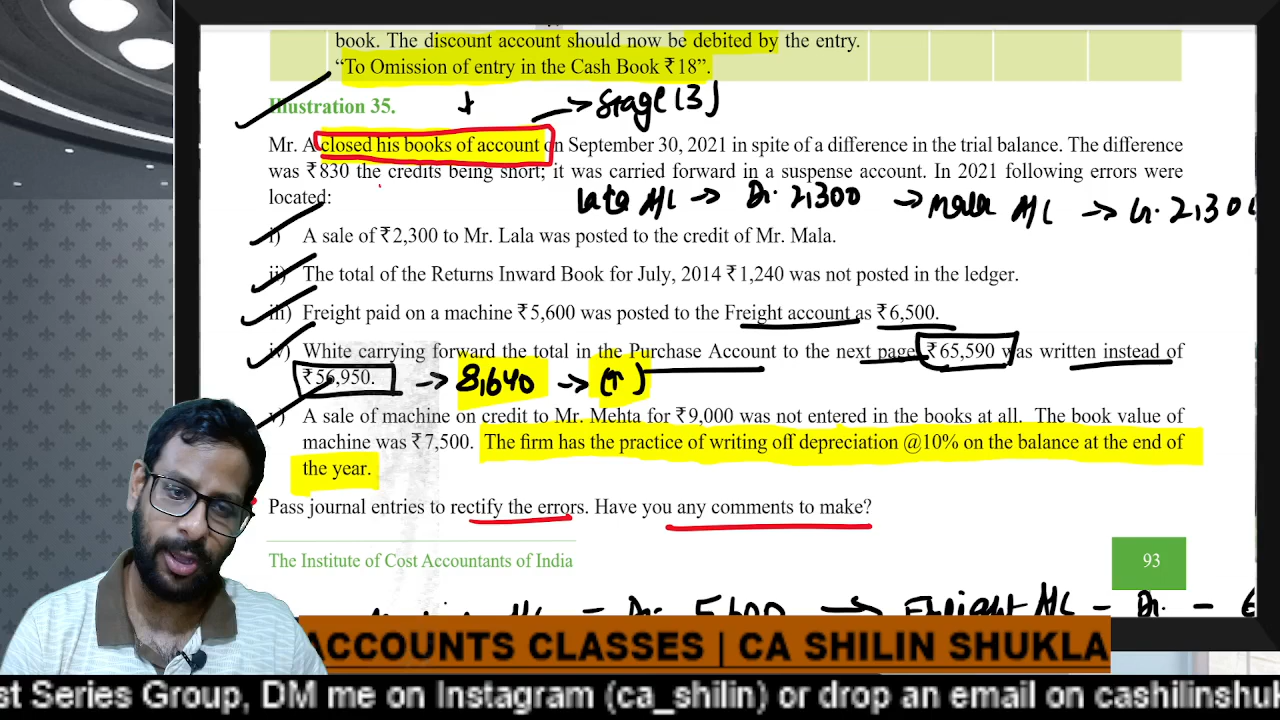 book. The discount account should now be debited by the entry.
“To Omission of entry in the Cash Book ₹18”.
Illustration 35.
→ Stage (3)
Mr. A closed his books of account on September 30, 2021 in spite of a difference in the trial balance. The difference
was ₹830 the credits being short; it was carried forward in a suspense account. In 2021 following errors were
located:
Lala A/c → Dr. 2,300 → Mala A/c → Cr. 2,300
i) A sale of ₹2,300 to Mr. Lala was posted to the credit of Mr. Mala.
ii) The total of the Returns Inward Book for July, 2014 ₹1,240 was not posted in the ledger.
iii) Freight paid on a machine ₹5,600 was posted to the Freight account as ₹6,500.
iv) White carrying forward the total in the Purchase Account to the next page, ₹65,590 was written instead of
₹56,950. → 8,640 → (↑)
v) A sale of machine on credit to Mr. Mehta for ₹9,000 was not entered in the books at all. The book value of
machine was ₹7,500. The firm has the practice of writing off depreciation @10% on the balance at the end of
the year.
Pass journal entries to rectify the errors. Have you any comments to make?
The Institute of Cost Accountants of India
93
A/c – Dr. 5600 → Freight A/c – Dr. –
ACCOUNTS CLASSES | CA SHILIN SHUKLA
st Series Group, DM me on Instagram (ca_shilin) or drop an email on cashilinshuk